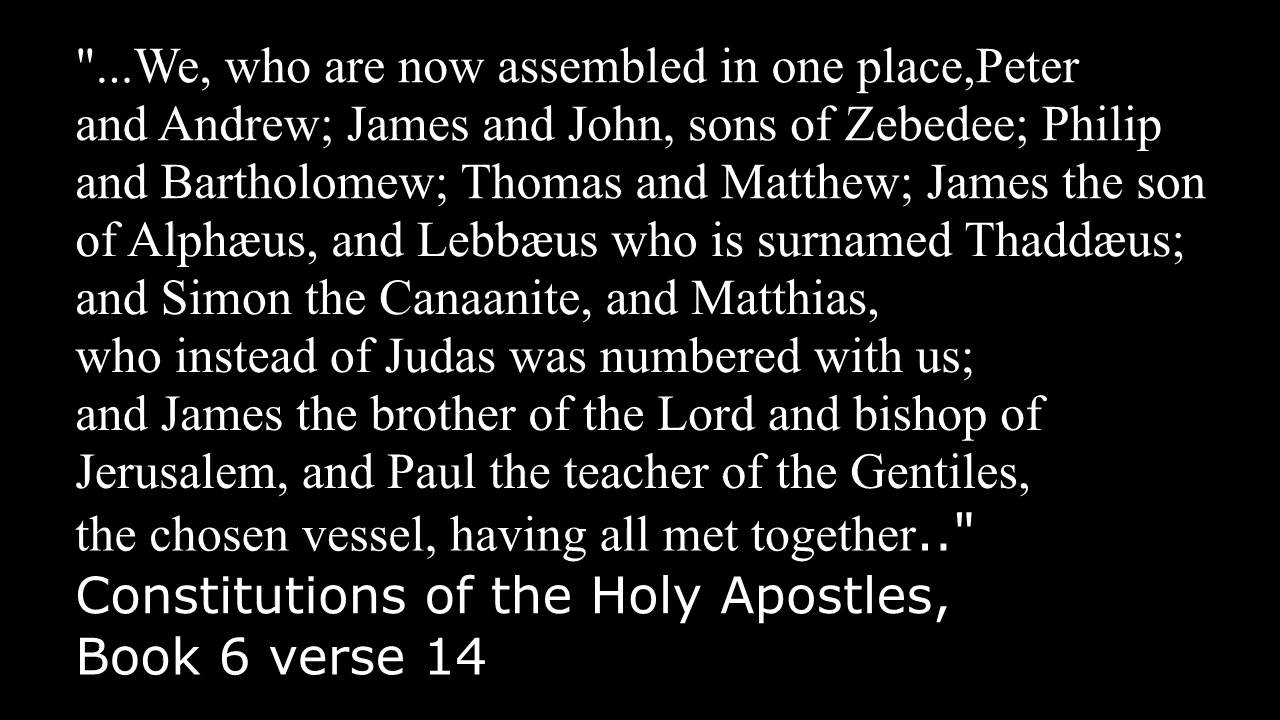 "...We, who are now assembled in one place,Peter
and Andrew; James and John, sons of Zebedee; Philip
and Bartholomew; Thomas and Matthew; James the son
of Alphæus, and Lebbæus who is surnamed Thaddæus;
and Simon the Canaanite, and Matthias,
who instead of Judas was numbered with us;
and James the brother of the Lord and bishop of
Jerusalem, and Paul the teacher of the Gentiles,
the chosen vessel, having all met together.."
Constitutions of the Holy Apostles,
Book 6 verse 14